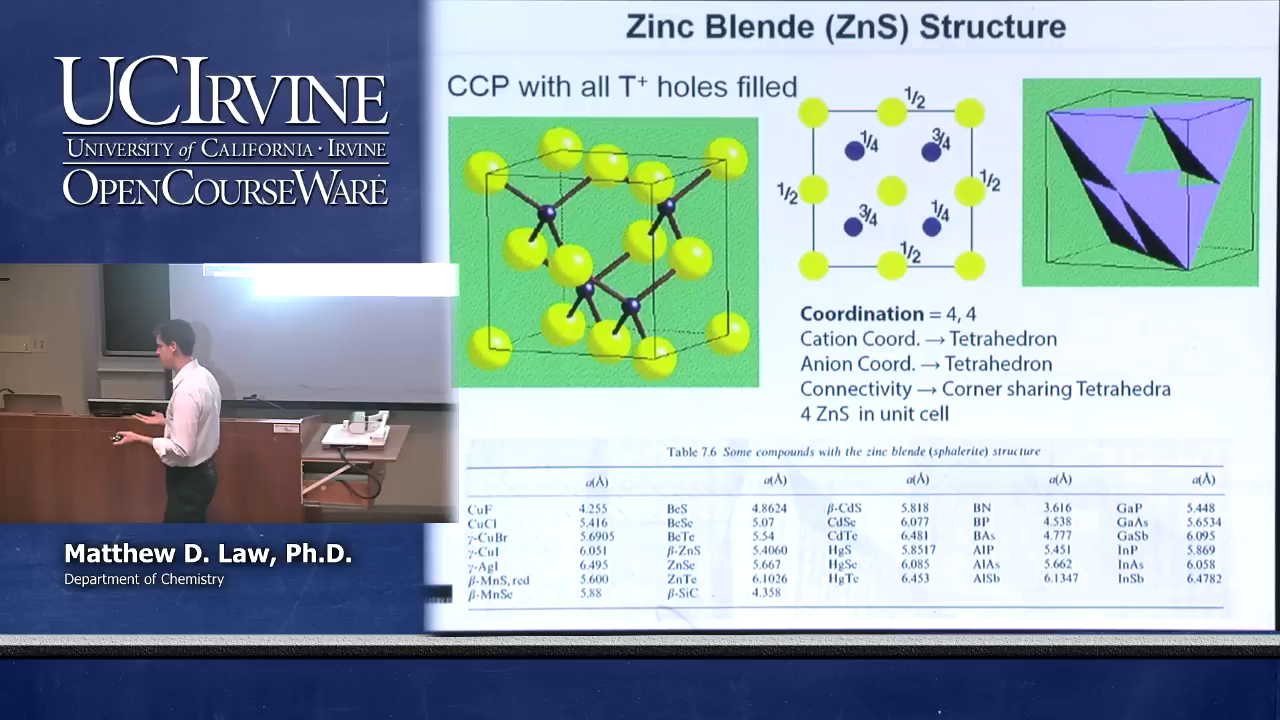 UCIRVINE
UNIVERSITY of CALIFORNIA · IRVINE
OPENCOURSEWARE
Matthew D. Law, Ph.D.
Department of Chemistry
Zinc Blende (ZnS) Structure
CCP with all T⁺ holes filled
1/2
1/4 3/4
1/2 1/2
3/4 1/4
1/2
Coordination = 4, 4
Cation Coord. → Tetrahedron
Anion Coord. → Tetrahedron
Connectivity → Corner sharing Tetrahedra
4 ZnS in unit cell
Table 7.6 Some compounds with the zinc blende (sphalerite) structure
a(Å) a(Å) a(Å) a(Å) a(Å)
CuF 4.255 BeS 4.8624 β-CdS 5.818 BN 3.616 GaP 5.448
CuCl 5.416 BeSe 5.07 CdSe 6.077 BP 4.538 GaAs 5.6534
γ-CuBr 5.6905 BeTe 5.54 CdTe 6.481 BAs 4.777 GaSb 6.095
γ-CuI 6.051 β-ZnS 5.4060 HgS 5.8517 AlP 5.451 InP 5.869
γ-AgI 6.495 ZnSe 5.667 HgSe 6.085 AlAs 5.662 InAs 6.058
β-MnS, red 5.600 ZnTe 6.1026 HgTe 6.453 AlSb 6.1347 InSb 6.4782
β-MnSe 5.88 β-SiC 4.358